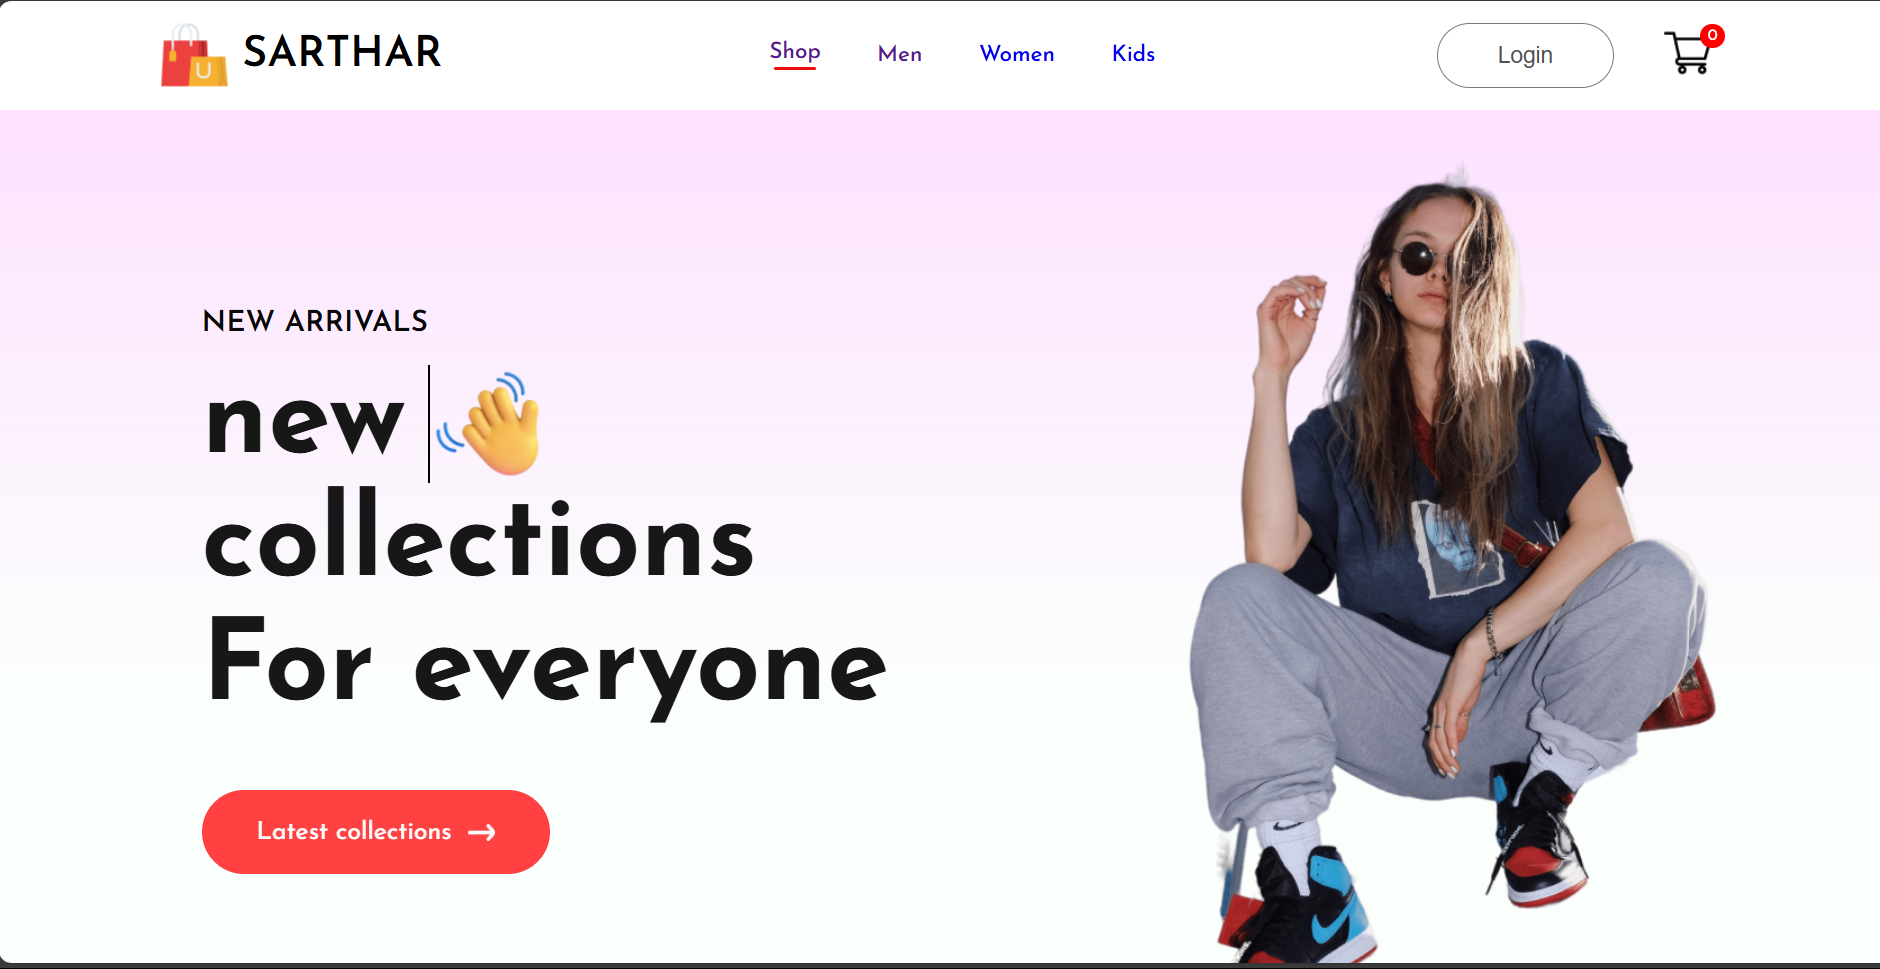 SARTHAR
Shop
Men
Women
Kids
Login
0
NEW ARRIVALS
new
collections
For everyone
Latest collections →
U